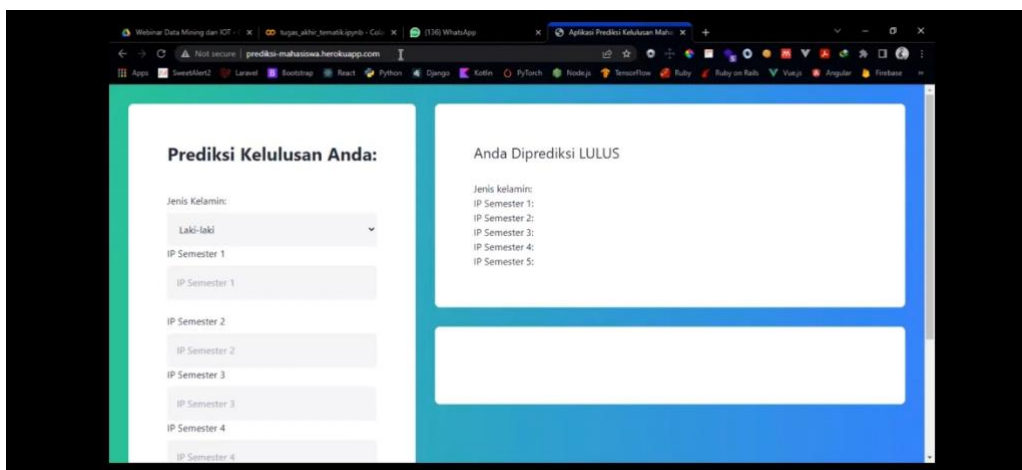 Webinar Data Mining dan IOT -
tugas_akhir_tematik.ipynb - Cola
(136) WhatsApp
Aplikasi Prediksi Kelulusan Maha
Not secure | prediksi-mahasiswa.herokuapp.com
Apps SweetAlert2 Laravel Bootstrap React Python Django Kotlin PyTorch Node.js TensorFlow Ruby Ruby on Rails Vue.js Angular Firebase
Prediksi Kelulusan Anda:
Jenis Kelamin:
Laki-laki
IP Semester 1
IP Semester 1
IP Semester 2
IP Semester 2
IP Semester 3
IP Semester 3
IP Semester 4
IP Semester 4
Anda Diprediksi LULUS
Jenis kelamin:
IP Semester 1:
IP Semester 2:
IP Semester 3:
IP Semester 4:
IP Semester 5: